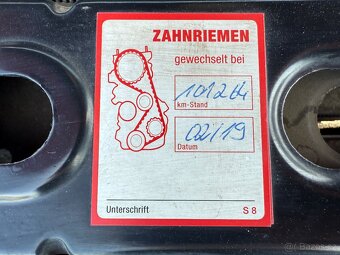 ZAHNRIEMEN
gewechselt bei
101264
km-Stand
02/19
Datum
Unterschrift
S 8